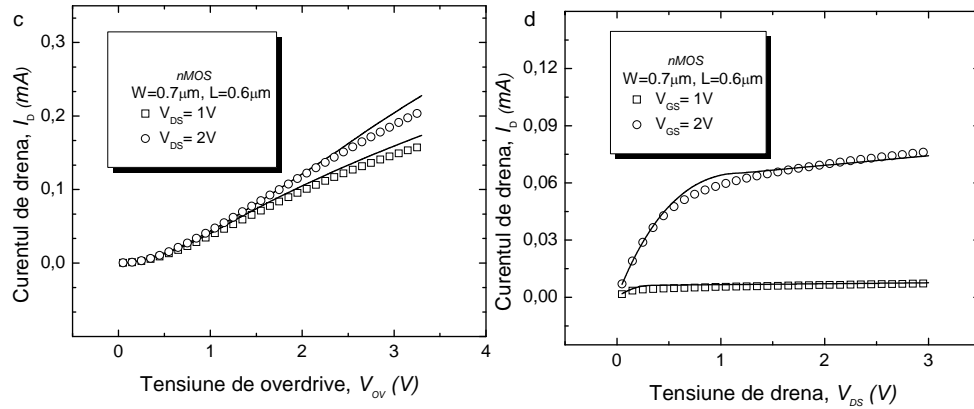 c
0,3
0,2
0,1
0,0
Curentul de drena, I_D (mA)
nMOS
W=0.7μm, L=0.6μm
V_DS= 1V
V_DS= 2V
0 1 2 3 4
Tensiune de overdrive, V_OV (V)
d
0,12
0,09
0,06
0,03
0,00
Curentul de drena, I_D (mA)
nMOS
W=0.7μm, L=0.6μm
V_GS= 1V
V_GS= 2V
0 1 2 3
Tensiune de drena, V_DS (V)